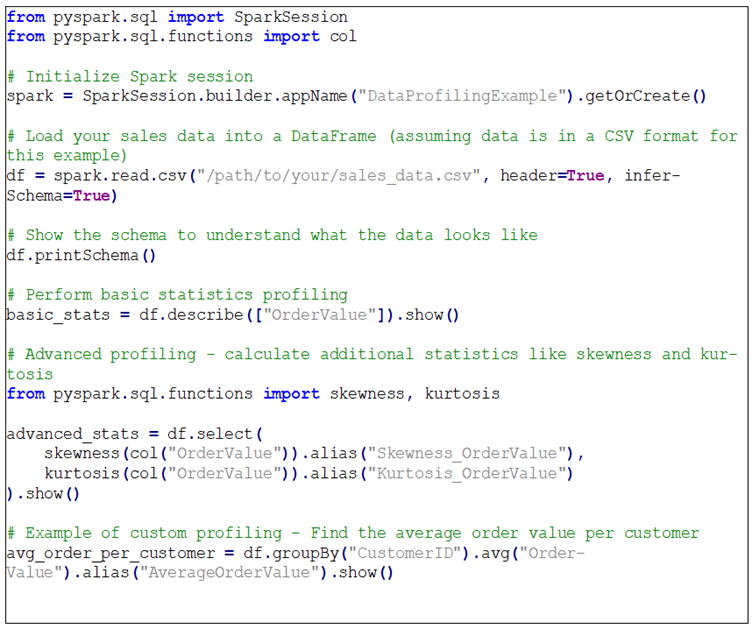 from pyspark.sql import SparkSession
from pyspark.sql.functions import col
# Initialize Spark session
spark = SparkSession.builder.appName("DataProfilingExample").getOrCreate()
# Load your sales data into a DataFrame (assuming data is in a CSV format for
this example)
df = spark.read.csv("/path/to/your/sales_data.csv", header=True, infer-
Schema=True)
# Show the schema to understand what the data looks like
df.printSchema()
# Perform basic statistics profiling
basic_stats = df.describe(["OrderValue"]).show()
# Advanced profiling - calculate additional statistics like skewness and kur-
tosis
from pyspark.sql.functions import skewness, kurtosis
advanced_stats = df.select(
    skewness(col("OrderValue")).alias("Skewness_OrderValue"),
    kurtosis(col("OrderValue")).alias("Kurtosis_OrderValue")
).show()
# Example of custom profiling - Find the average order value per customer
avg_order_per_customer = df.groupBy("CustomerID").avg("Order-
Value").alias("AverageOrderValue").show()